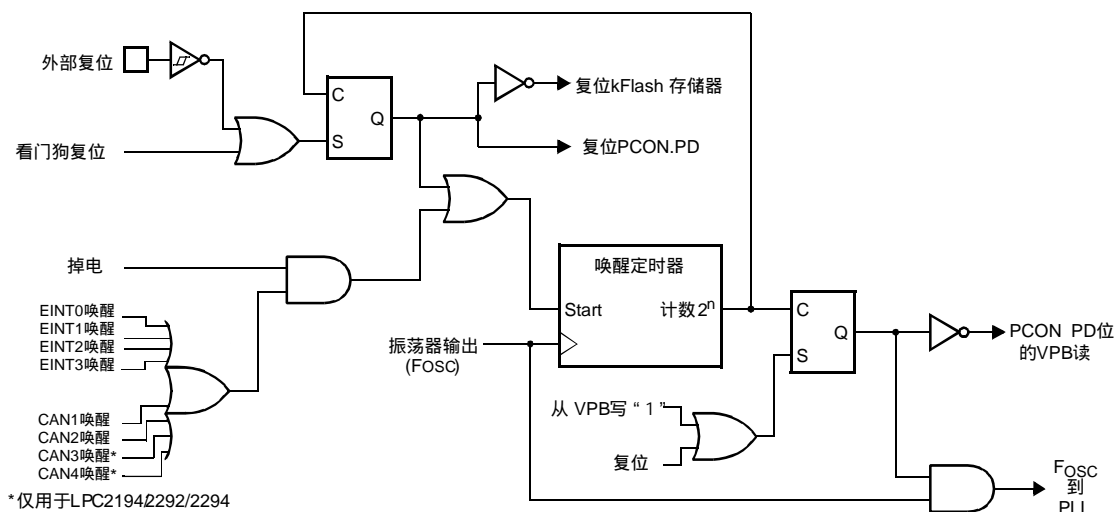 外部复位
看门狗复位
C
S
Q
复位kFlash 存储器
复位PCON.PD
掉电
EINT0唤醒
EINT1唤醒
EINT2唤醒
EINT3唤醒
CAN1唤醒
CAN2唤醒
CAN3唤醒*
CAN4唤醒*
*仅用于LPC2194/2292/2294
唤醒定时器
Start
计数2ⁿ
振荡器输出
(FOSC)
C
S
Q
PCON PD位
的VPB读
从 VPB写“1”
复位
FOSC
到
PLL